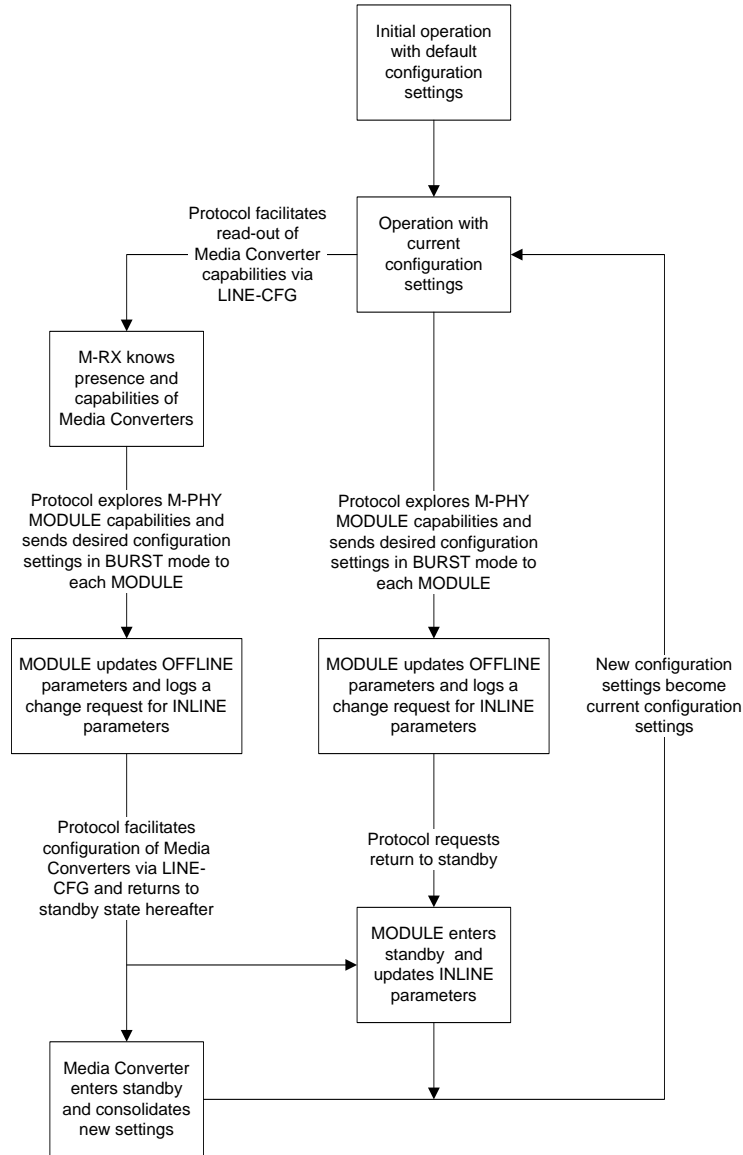 Initial operation
with default
configuration
settings
Protocol facilitates
read-out of
Media Converter
capabilities via
LINE-CFG
Operation with
current
configuration
settings
M-RX knows
presence and
capabilities of
Media Converters
Protocol explores M-PHY
MODULE capabilities and
sends desired configuration
settings in BURST mode to
each MODULE
Protocol explores M-PHY
MODULE capabilities and
sends desired configuration
settings in BURST mode to
each MODULE
MODULE updates OFFLINE
parameters and logs a
change request for INLINE
parameters
MODULE updates OFFLINE
parameters and logs a
change request for INLINE
parameters
New configuration
settings become
current configuration
settings
Protocol facilitates
configuration of Media
Converters via LINE-
CFG and returns to
standby state hereafter
Protocol requests
return to standby
MODULE enters
standby and
updates INLINE
parameters
Media Converter
enters standby
and consolidates
new settings